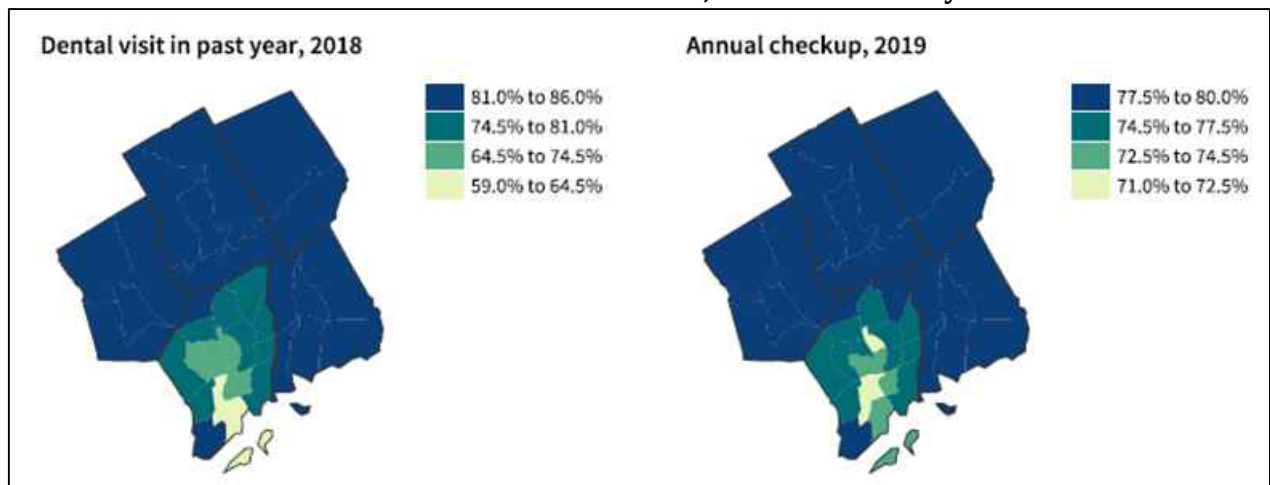 Dental visit in past year, 2018
81.0% to 86.0%
74.5% to 81.0%
64.5% to 74.5%
59.0% to 64.5%
Annual checkup, 2019
77.5% to 80.0%
74.5% to 77.5%
72.5% to 74.5%
71.0% to 72.5%